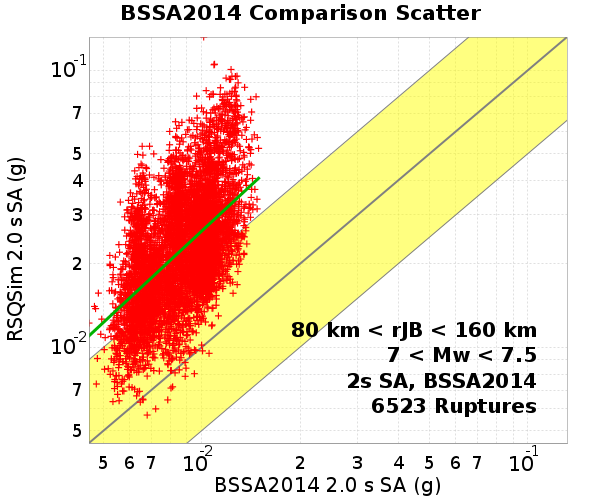 BSSA2014 Comparison Scatter
RSQSim 2.0 s SA (g)
10⁻¹
7
5
4
3
2
10⁻²
7
5
80 km < rJB < 160 km
7 < Mw < 7.5
2s SA, BSSA2014
6523 Ruptures
5 6 7 10⁻² 2 3 4 5 6 7 10⁻¹
BSSA2014 2.0 s SA (g)